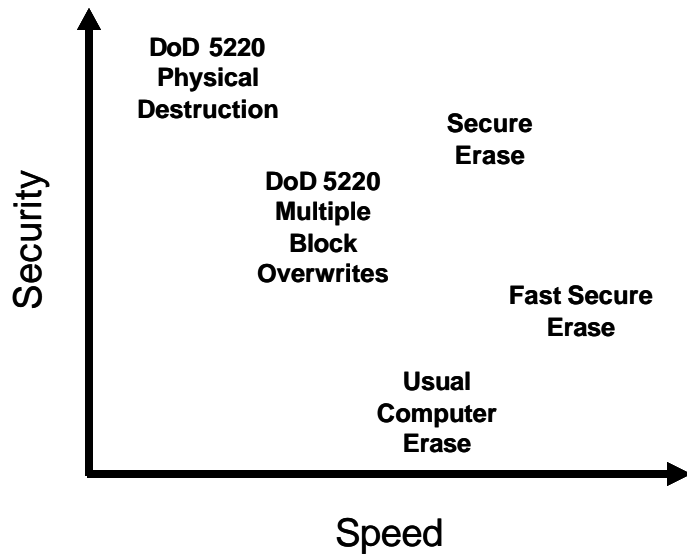 DoD 5220
Physical
Destruction
Secure
Erase
DoD 5220
Multiple
Block
Overwrites
Fast Secure
Erase
Usual
Computer
Erase
Security
Speed